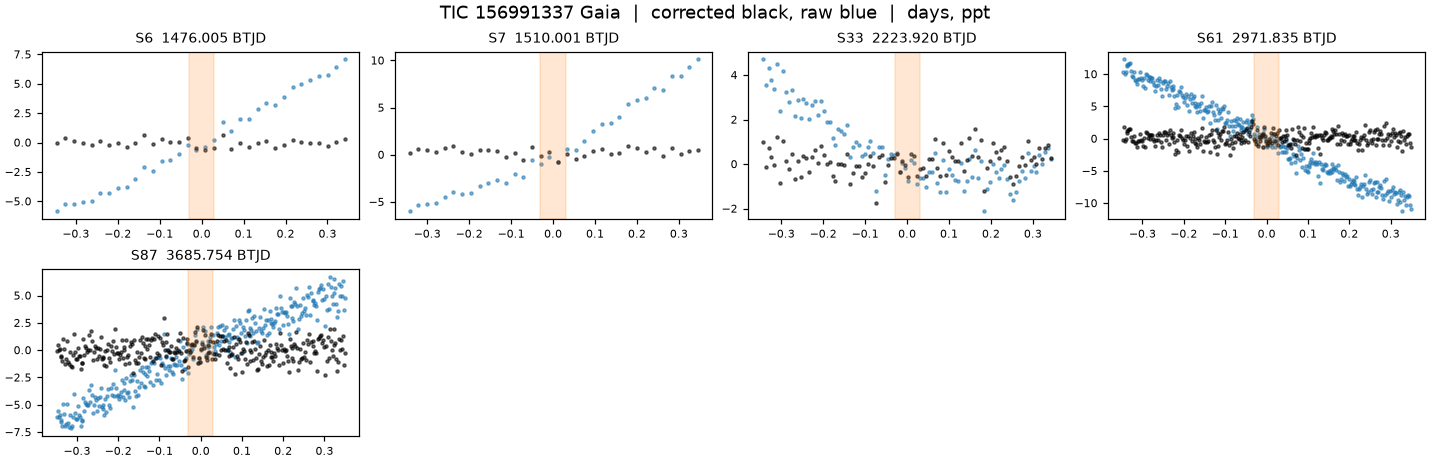 TIC 156991337 Gaia | corrected black, raw blue | days, ppt
S6 1476.005 BTJD
7.5
5.0
2.5
0.0
−2.5
−5.0
−0.3 −0.2 −0.1 0.0 0.1 0.2 0.3
S7 1510.001 BTJD
10
5
0
−5
−0.3 −0.2 −0.1 0.0 0.1 0.2 0.3
S33 2223.920 BTJD
4
2
0
−2
−0.3 −0.2 −0.1 0.0 0.1 0.2 0.3
S61 2971.835 BTJD
10
5
0
−5
−10
−0.3 −0.2 −0.1 0.0 0.1 0.2 0.3
S87 3685.754 BTJD
5.0
2.5
0.0
−2.5
−5.0
−7.5
−0.3 −0.2 −0.1 0.0 0.1 0.2 0.3